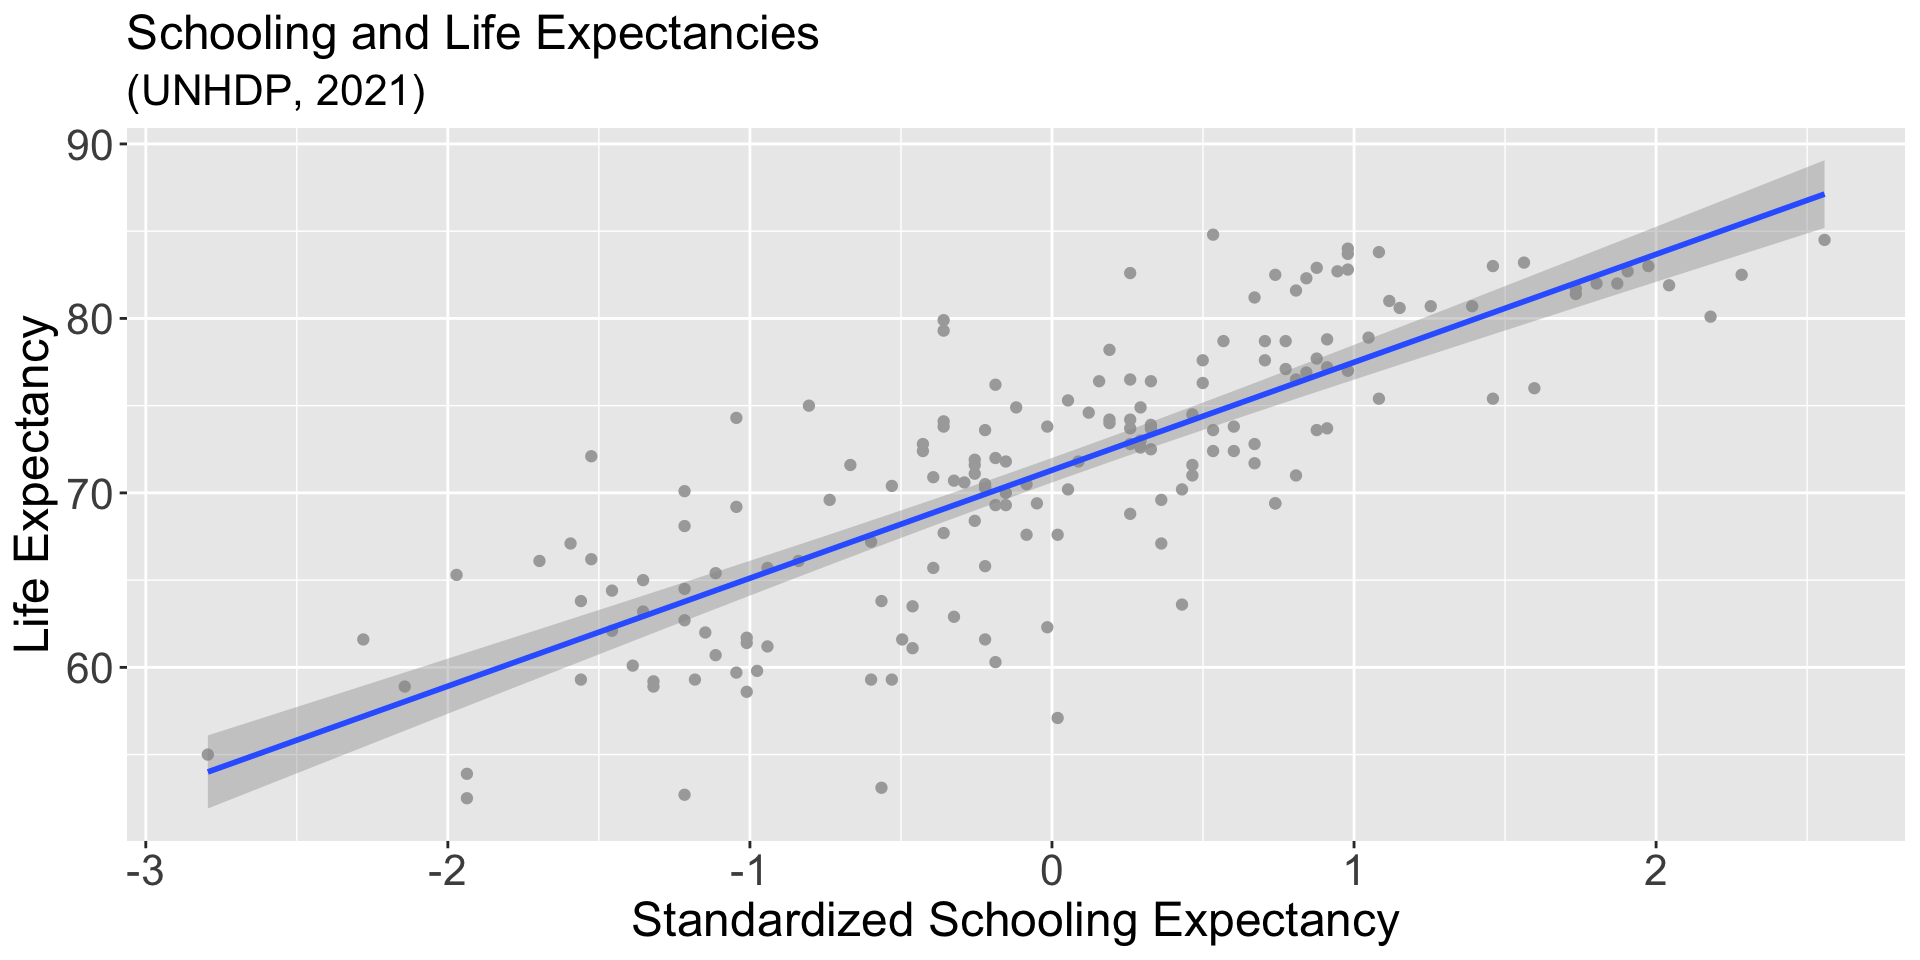 Schooling and Life Expectancies
(UNHDP, 2021)
90
80
70
60
Life Expectancy
-3
-2
-1
0
1
2
Standardized Schooling Expectancy